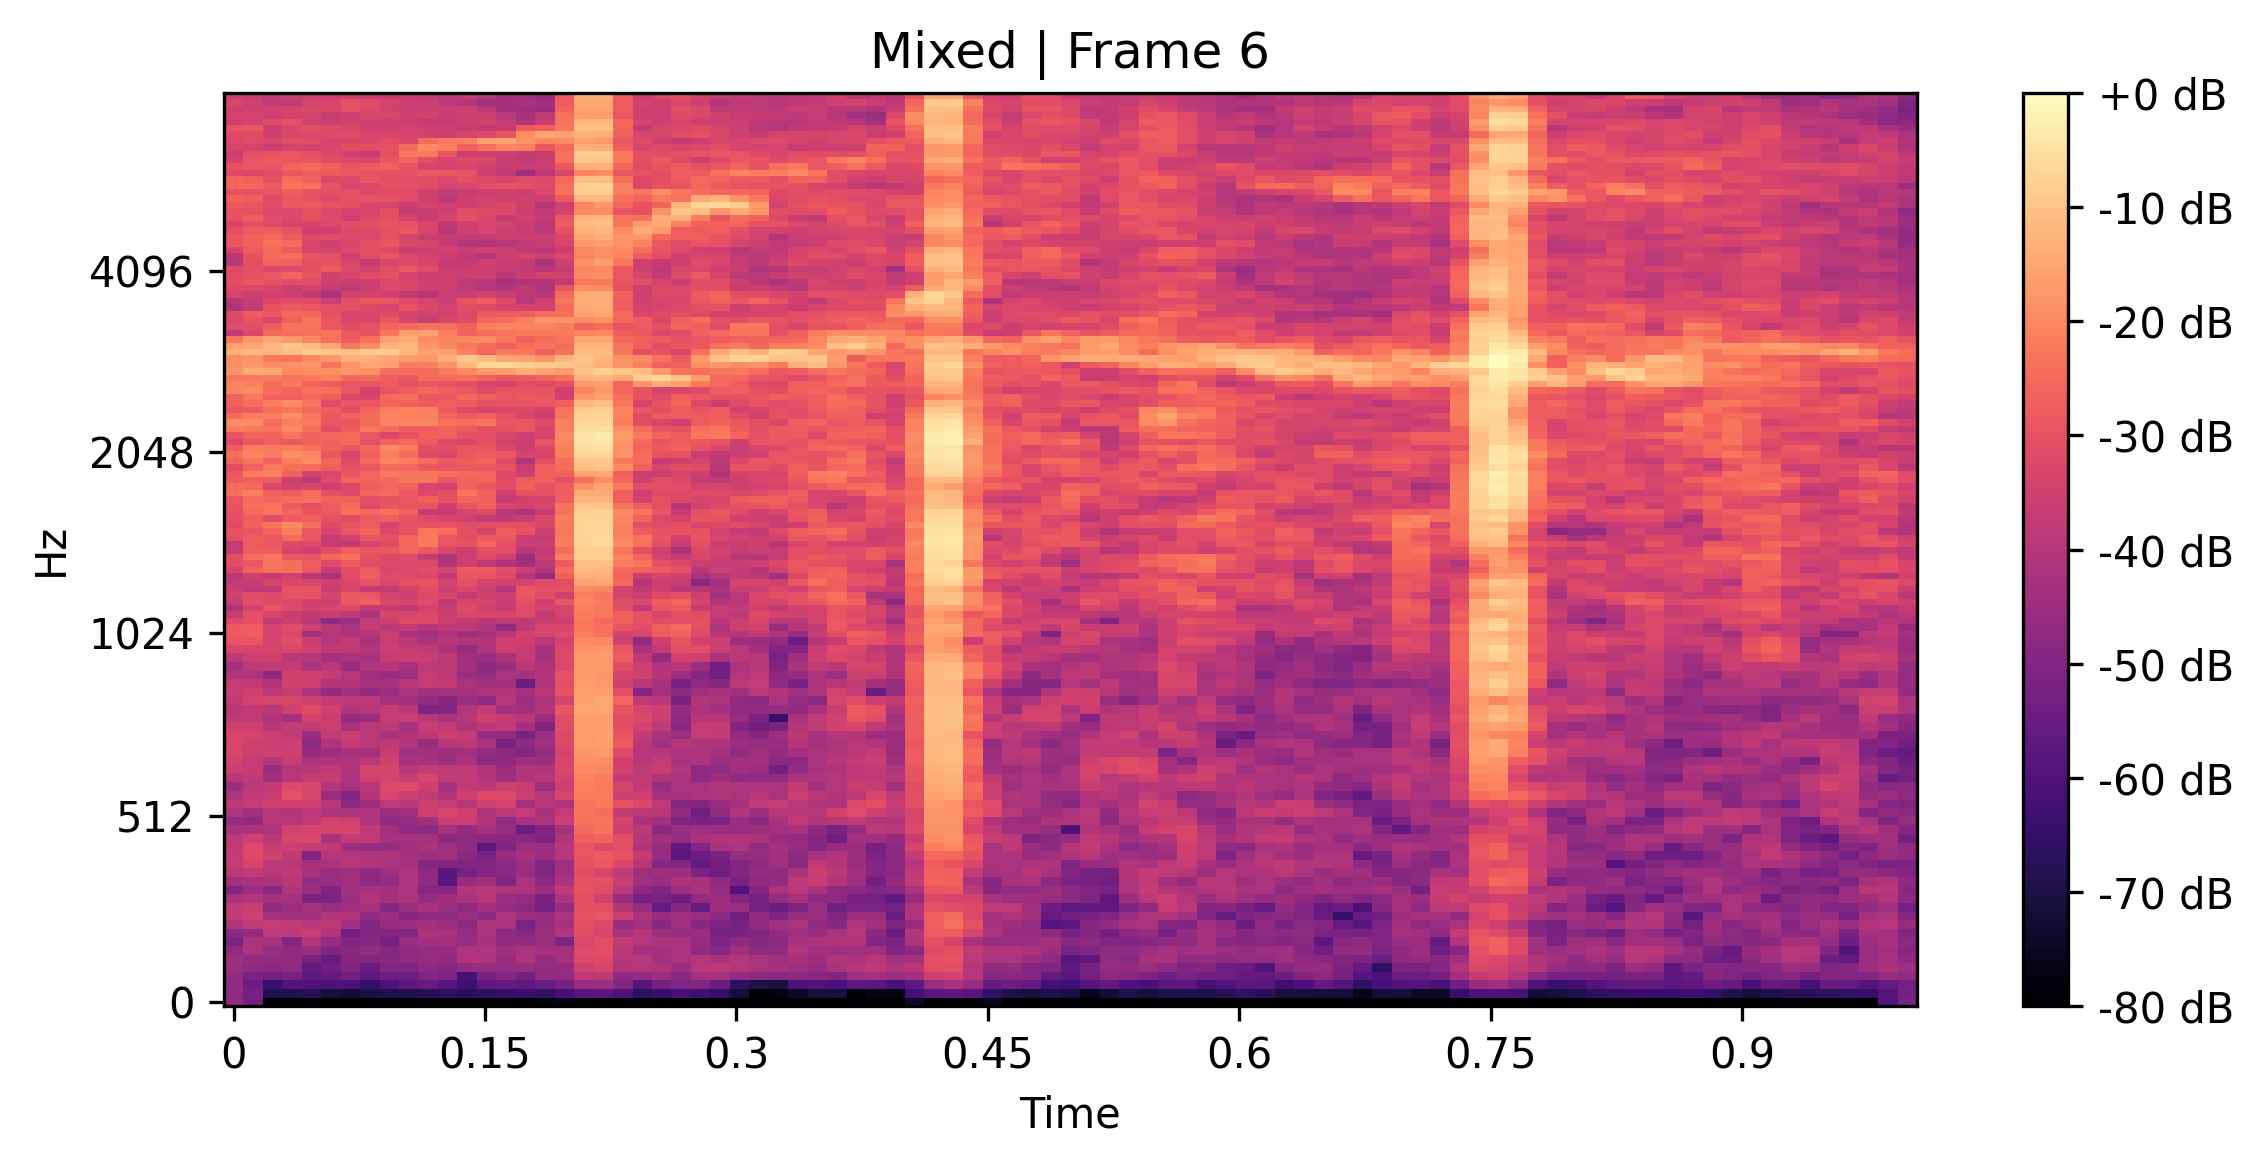 Mixed | Frame 6
Hz
4096
2048
1024
512
0
0 0.15 0.3 0.45 0.6 0.75 0.9
Time
+0 dB
-10 dB
-20 dB
-30 dB
-40 dB
-50 dB
-60 dB
-70 dB
-80 dB